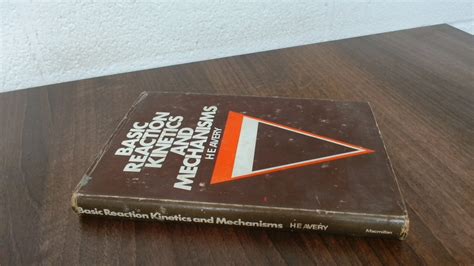 BASIC
REACTION
KINETICS
AND
MECHANISMS
H E AVERY
Basic Reaction Kinetics and Mechanisms H E AVERY Macmillan